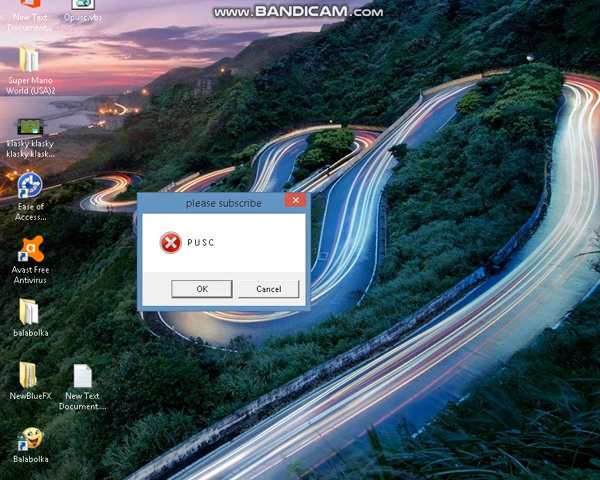 www.BANDICAM.com
New Text
Document...
Opusc.vbs
Super Mario
World (USA)2
klasky klasky
klasky klask...
Ease of
Access...
Avast Free
Antivirus
balabolka
NewBlueFX
New Text
Document....
Balabolka
please subscribe
P U S C
OK
Cancel